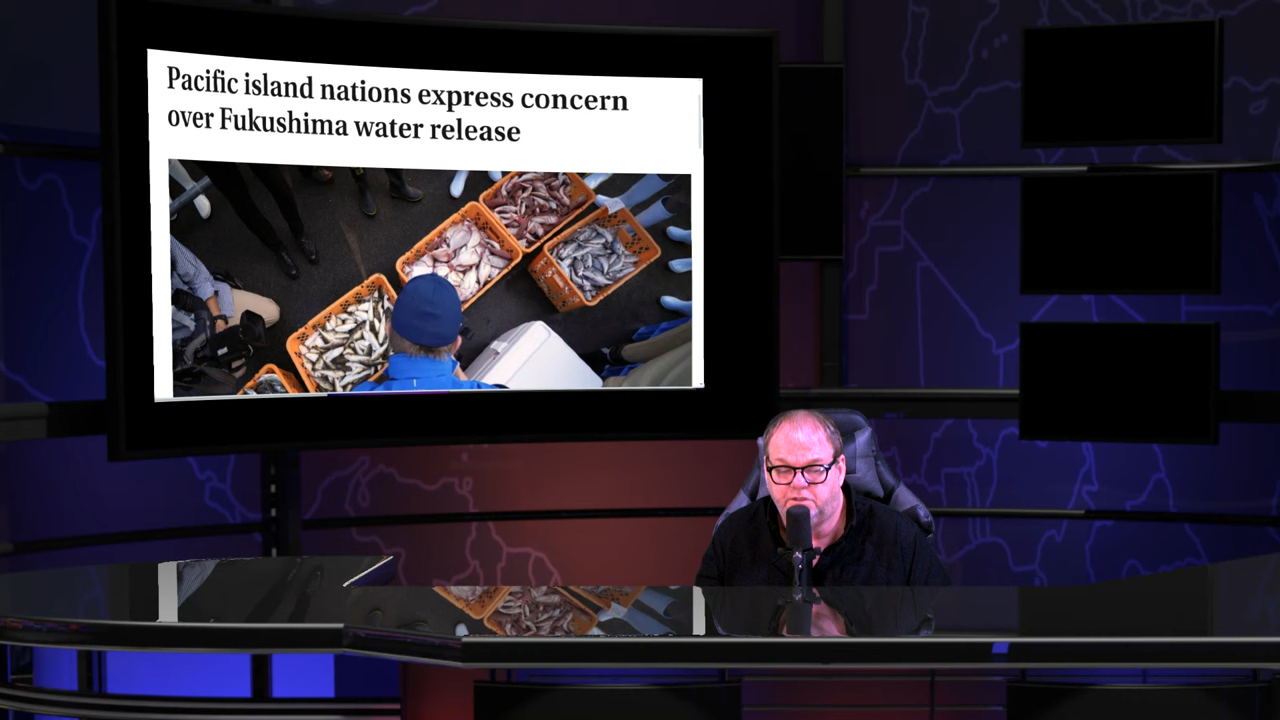 Pacific island nations express concern
over Fukushima water release